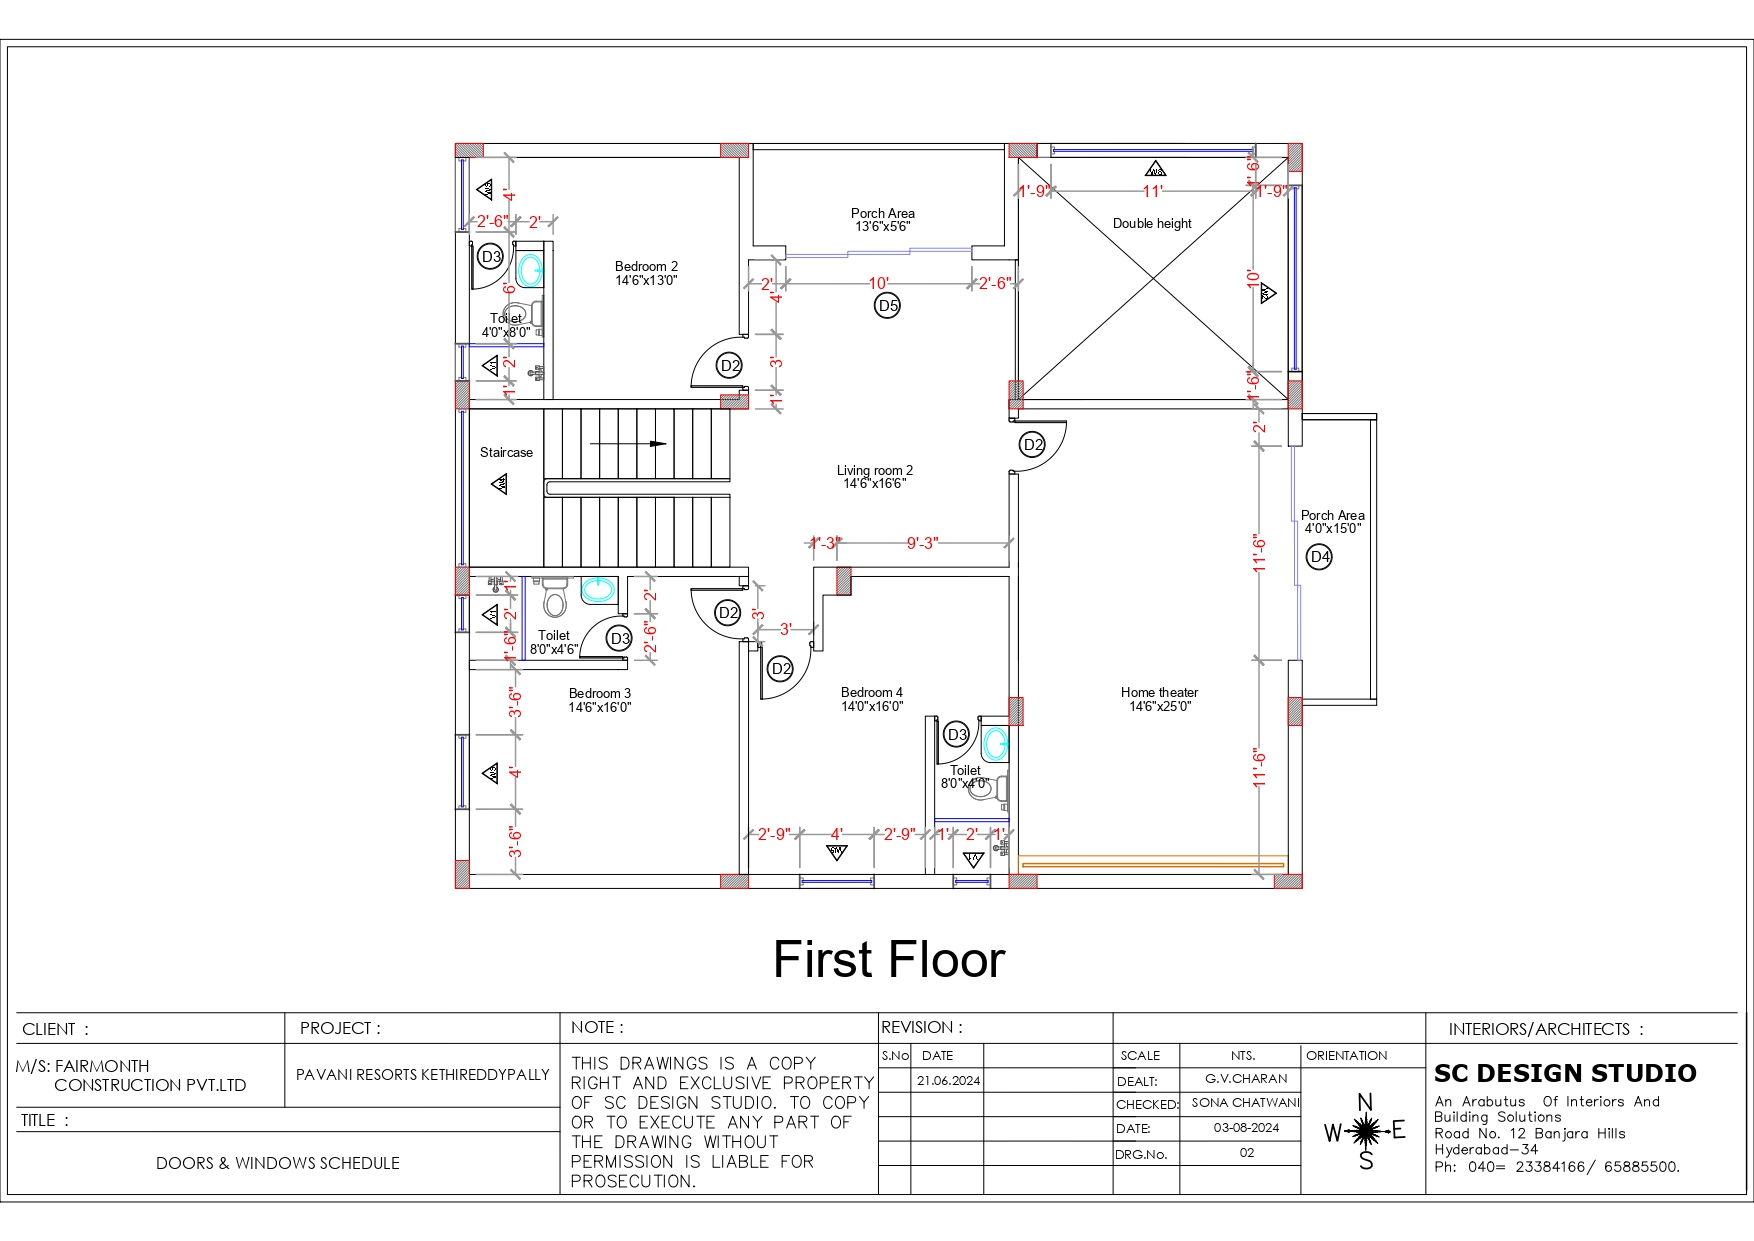 1'-6"
1'-9"
11'
W8
1'-9"
W3
4'
2'-6"
2'
Porch Area
13'6"x5'6"
Double height
D3
Bedroom 2
14'6"x13'0"
6'
2'
10'
2'-6"
4'
D5
10'
W2
Toilet
4'0"x8'0"
V1
2'
1'
D2
3'
1'
1'-6"
2'
D2
Staircase
Living room 2
14'6"x16'6"
Porch Area
4'0"x15'0"
D4
11'-6"
1'-3"
9'-3"
1'
V1
2'
1'-6"
Toilet
8'0"x4'6"
D3
2'
2'-6"
D2
3'
3'
D2
Bedroom 3
14'6"x16'0"
3'-6"
W3
4'
3'-6"
Bedroom 4
14'0"x16'0"
Home theater
14'6"x25'0"
D3
Toilet
8'0"x4'0"
11'-6"
2'-9"
4'
2'-9"
1'
2'
1'
V1
First Floor
CLIENT :
M/S: FAIRMONTH
CONSTRUCTION PVT.LTD
PROJECT :
PAVANI RESORTS KETHIREDDYPALLY
TITLE :
DOORS & WINDOWS SCHEDULE
NOTE :
THIS DRAWINGS IS A COPY
RIGHT AND EXCLUSIVE PROPERTY
OF SC DESIGN STUDIO. TO COPY
OR TO EXECUTE ANY PART OF
THE DRAWING WITHOUT
PERMISSION IS LIABLE FOR
PROSECUTION.
REVISION :
S.No DATE
21.06.2024
SCALE NTS.
DEALT: G.V.CHARAN
CHECKED: SONA CHATWANI
DATE: 03-08-2024
DRG.No. 02
ORIENTATION
N
W E
S
INTERIORS/ARCHITECTS :
SC DESIGN STUDIO
An Arabutus Of Interiors And
Building Solutions
Road No. 12 Banjara Hills
Hyderabad-34
Ph: 040= 23384166/ 65885500.